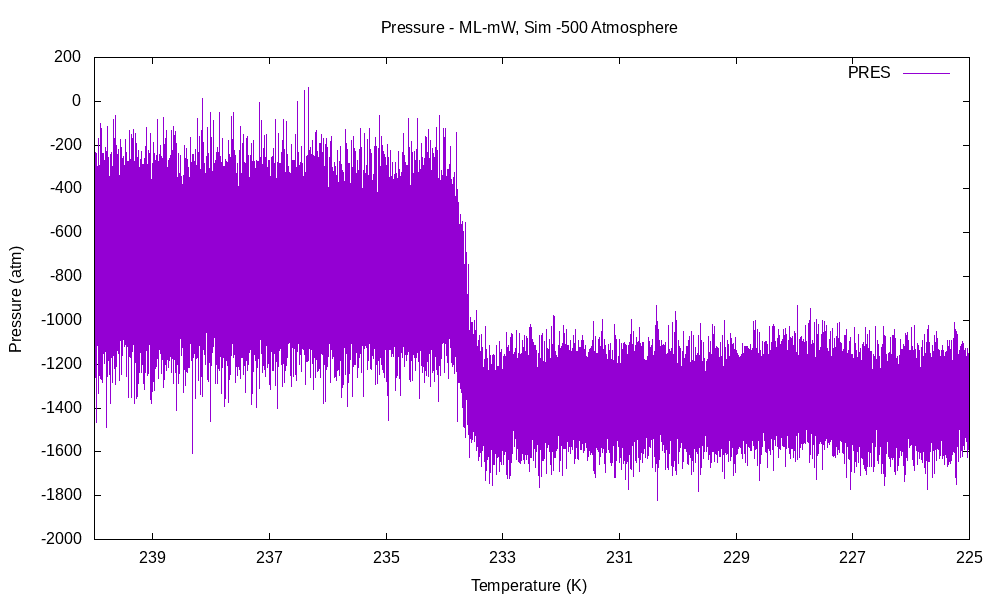 Pressure - ML-mW, Sim -500 Atmosphere
PRES
200
0
-200
-400
-600
-800
-1000
-1200
-1400
-1600
-1800
-2000
Pressure (atm)
239 237 235 233 231 229 227 225
Temperature (K)